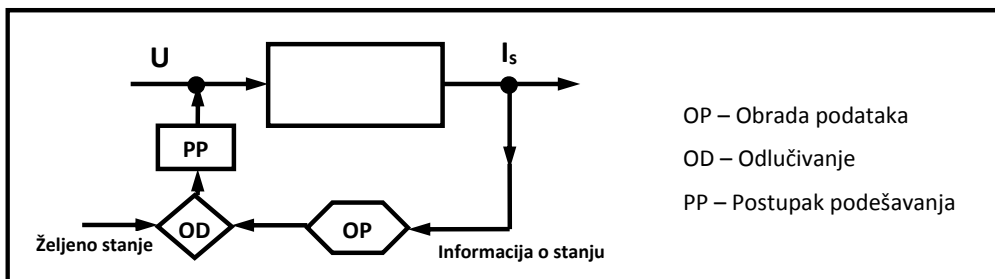 U
Is
PP
OD
OP
Željeno stanje
Informacija o stanju
OP – Obrada podataka
OD – Odlučivanje
PP – Postupak podešavanja